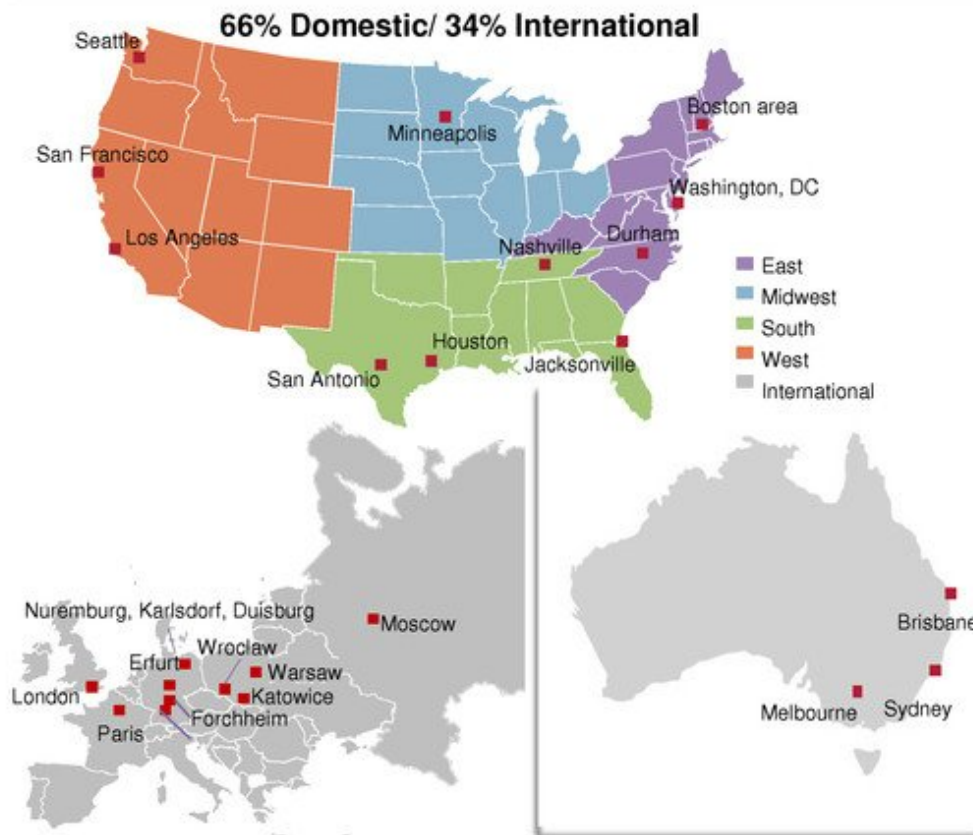 66% Domestic/ 34% International
Seattle
Minneapolis
Boston area
San Francisco
Washington, DC
Los Angeles
Nashville
Durham
East
Midwest
South
West
International
Houston
San Antonio
Jacksonville
Nuremburg, Karlsdorf, Duisburg
Moscow
Wroclaw
Erfurt
Warsaw
London
Katowice
Forchheim
Paris
Brisbane
Melbourne
Sydney